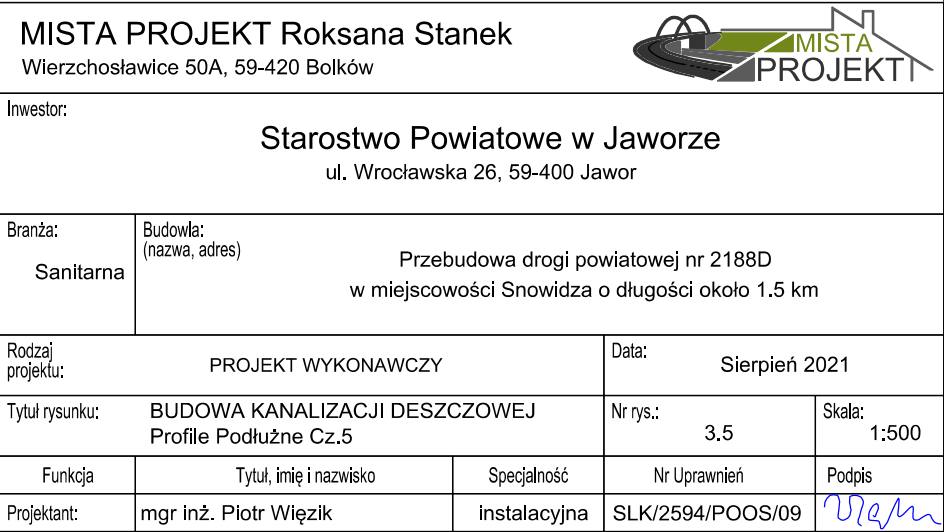 MISTA PROJEKT Roksana Stanek
Wierzchosławice 50A, 59-420 Bolków
MISTA
PROJEKT
Inwestor:
Starostwo Powiatowe w Jaworze
ul. Wrocławska 26, 59-400 Jawor
Branża:
Sanitarna
Budowla:
(nazwa, adres)
Przebudowa drogi powiatowej nr 2188D
w miejscowości Snowidza o długości około 1.5 km
Rodzaj
projektu:
PROJEKT WYKONAWCZY
Data:
Sierpień 2021
Tytuł rysunku:
BUDOWA KANALIZACJI DESZCZOWEJ
Profile Podłużne Cz.5
Nr rys.:
3.5
Skala:
1:500
Funkcja
Tytuł, imię i nazwisko
Specjalność
Nr Uprawnień
Podpis
Projektant:
mgr inż. Piotr Więzik
instalacyjna
SLK/2594/POOS/09